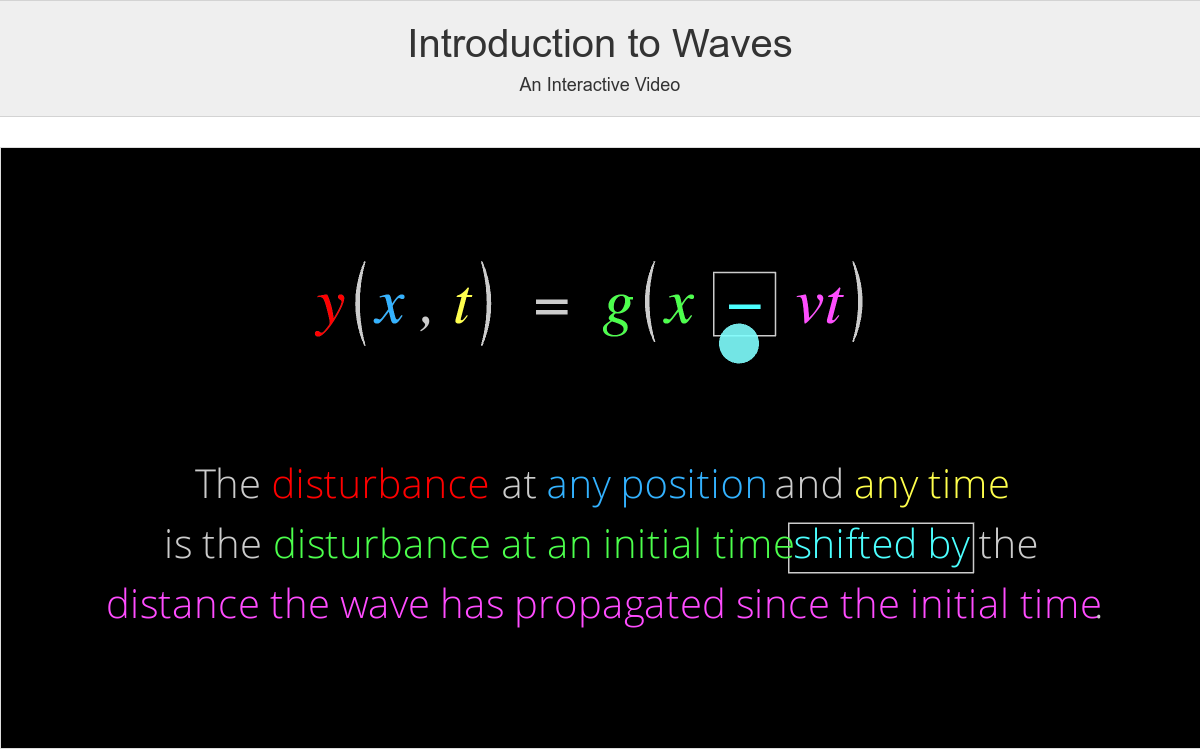 Introduction to Waves
An Interactive Video
y(x, t) = g(x − vt)
The disturbance at any position and any time
is the disturbance at an initial time shifted by the
distance the wave has propagated since the initial time.